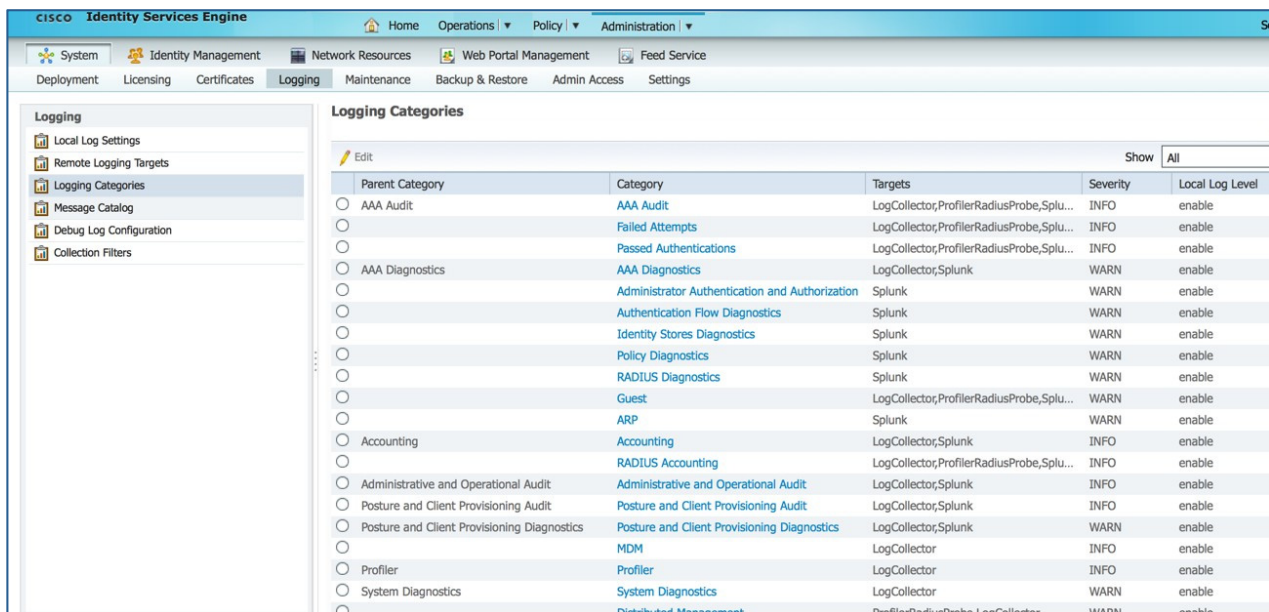 CISCO Identity Services Engine Home Operations Policy Administration
System Identity Management Network Resources Web Portal Management Feed Service
Deployment Licensing Certificates Logging Maintenance Backup & Restore Admin Access Settings
Logging
Local Log Settings
Remote Logging Targets
Logging Categories
Message Catalog
Debug Log Configuration
Collection Filters
Logging Categories
Edit Show All
Parent Category Category Targets Severity Local Log Level
AAA Audit AAA Audit LogCollector,ProfilerRadiusProbe,Splu... INFO enable
Failed Attempts LogCollector,ProfilerRadiusProbe,Splu... INFO enable
Passed Authentications LogCollector,ProfilerRadiusProbe,Splu... INFO enable
AAA Diagnostics AAA Diagnostics LogCollector,Splunk WARN enable
Administrator Authentication and Authorization Splunk WARN enable
Authentication Flow Diagnostics Splunk WARN enable
Identity Stores Diagnostics Splunk WARN enable
Policy Diagnostics Splunk WARN enable
RADIUS Diagnostics Splunk WARN enable
Guest LogCollector,ProfilerRadiusProbe,Splu... WARN enable
ARP Splunk WARN enable
Accounting Accounting LogCollector,Splunk INFO enable
RADIUS Accounting LogCollector,ProfilerRadiusProbe,Splu... INFO enable
Administrative and Operational Audit Administrative and Operational Audit LogCollector,Splunk INFO enable
Posture and Client Provisioning Audit Posture and Client Provisioning Audit LogCollector,Splunk INFO enable
Posture and Client Provisioning Diagnostics Posture and Client Provisioning Diagnostics LogCollector,Splunk WARN enable
MDM LogCollector INFO enable
Profiler Profiler LogCollector INFO enable
System Diagnostics System Diagnostics LogCollector WARN enable
Distributed Management ProfilerRadiusProbe,LogCollector WARN enable